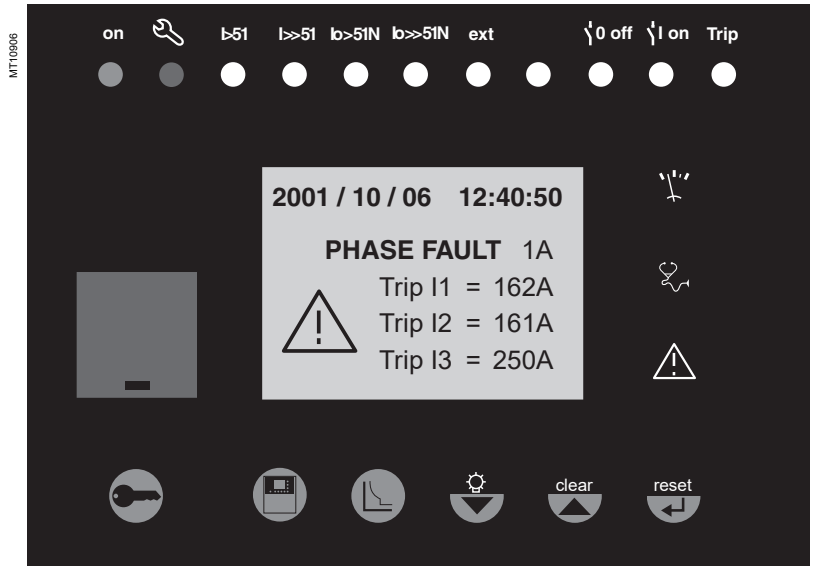 MT10906
on I>51 I>>51 Io>51N Io>>51N ext 0 off I on Trip
2001 / 10 / 06 12:40:50
PHASE FAULT 1A
Trip I1 = 162A
Trip I2 = 161A
Trip I3 = 250A
clear reset